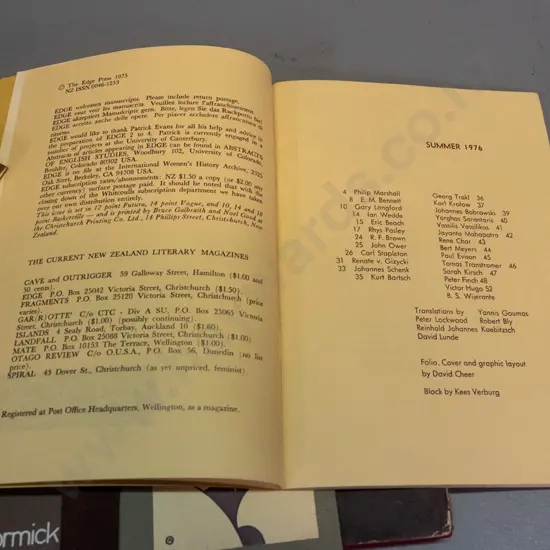 © The Edge Press 1975
NZ ISSN 0046-1253
EDGE welcomes manuscripts. Please include return postage.
EDGE veut voir les manuscrits. Veuillez inclure l'affranchissement.
EDGE akzeptiert Manuskripte gern. Bitte, legen Sie das Rückporto
EDGE accetta anche delle opere. Per piacer accludere affrancatura
would like to thank Patrick Evans for all his help and advice in
the preparation of EDGE 2 to 4. Patrick is currently engaged in a
number of projects at the University of Canterbury.
Abstracts of articles appearing in EDGE can be found in ABSTRACTS
OF ENGLISH STUDIES, Woodbury 102, University of Colorado,
Boulder, Colorado 80302 USA.
EDGE is on file at the International Women's History Archive, 2325
Oak Street, Berkeley, CA 94708 USA.
EDGE subscription rates/abonnements: NZ $1.50 a copy (or $2.00 any
other currency) surface postage paid. It should be noted that with the
closing down of the Whitcoulls subscription department we have taken
over our own distribution entirely.
This issue is set in 12 point Futura, 14 point Vogue, and 10, 14 and 18
point Baskerville — and is printed by Bruce Galbraith and Noel Good at
the Christchurch Printing Co. Ltd., 14 Phillips Street, Christchurch, New
Zealand.
THE CURRENT NEW ZEALAND LITERARY MAGAZINES
CAVE and OUTRIGGER 59 Galloway Street, Hamilton ($1.00 and
50 cents).
EDGE P.O. Box 25042 Victoria Street, Christchurch ($1.50).
FRAGMENTS P.O. Box 25120 Victoria Street, Christchurch (price
varies).
GAR(R)OTTE' C/o CTC - Div A SU. P.O. Box 25065 Victoria
Street, Christchurch ($1.00) (possibly continuing).
ISLANDS 4 Sealy Road, Torbay, Auckland 10 ($1.60).
LANDFALL P.O. Box 25088 Victoria Street, Christchurch ($1.50).
MATE P.O. Box 10153 The Terrace, Wellington ($1.00).
OTAGO REVIEW C/o O.U.S.A., P.O. Box 56, Dunedin (no list
price).
SPIRAL 45 Dover St., Christchurch (as yet unpriced, feminist).
Registered at Post Office Headquarters, Wellington, as a magazine.
SUMMER 1976
4 Philip Marshall
8 E. M. Bennett
10 Gary Langford
14 Ian Wedde
15 Eric Beach
17 Rhys Pasley
24 R. F. Brown
25 John Ower
26 Carl Stapleton
31 Renate v. Gizycki
33 Johannes Schenk
35 Kurt Bartsch
Georg Trakl 36
Karl Krolow 37
Johannes Bobrowski 39
Yorghos Sarantaris 40
Vassilis Vassilikos 41
Jayanta Mahapatra 42
Rene Char 43
Bert Meyers 44
Paul Evison 45
Tomas Transtromer 46
Sarah Kirsch 47
Peter Finch 48
Victor Hugo 52
B. S. Wijerante
Translations by Yannis Goumas
Peter Lockwood Robert Bly
Reinhald Johannes Kaebitzsch
David Lunde
Folio, Cover and graphic layout
by David Cheer
Block by Kees Verburg
ormick